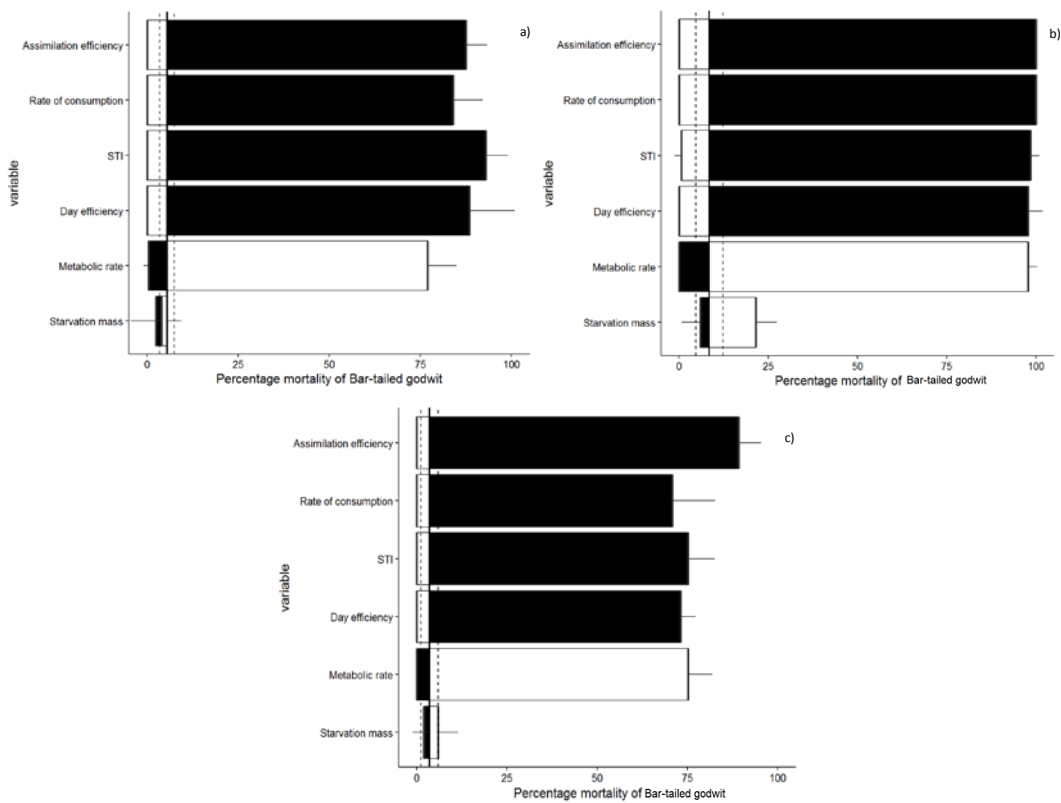 a)
Assimilation efficiency
Rate of consumption
STI
Day efficiency
Metabolic rate
Starvation mass
variable
0 25 50 75 100
Percentage mortality of Bar-tailed godwit
b)
Assimilation efficiency
Rate of consumption
STI
Day efficiency
Metabolic rate
Starvation mass
variable
0 25 50 75 100
Percentage mortality of Bar-tailed godwit
c)
Assimilation efficiency
Rate of consumption
STI
Day efficiency
Metabolic rate
Starvation mass
variable
0 25 50 75 100
Percentage mortality of Bar-tailed godwit